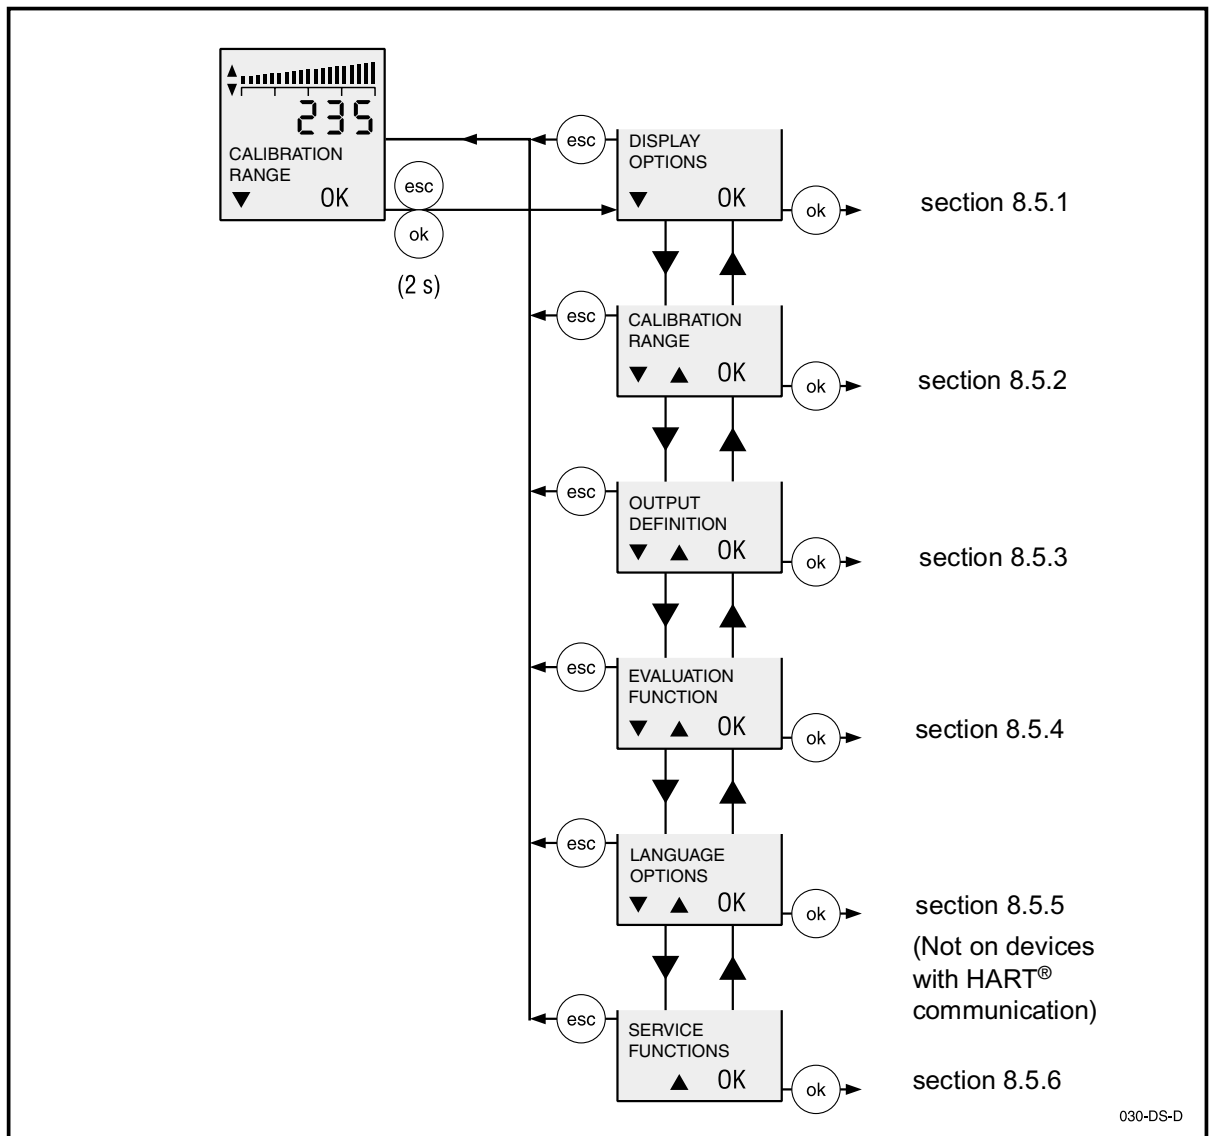 235
CALIBRATION
RANGE
▼ OK
esc
ok
(2 s)
esc
DISPLAY
OPTIONS
▼ OK
ok
section 8.5.1
esc
CALIBRATION
RANGE
▼ ▲ OK
ok
section 8.5.2
esc
OUTPUT
DEFINITION
▼ ▲ OK
ok
section 8.5.3
esc
EVALUATION
FUNCTION
▼ ▲ OK
ok
section 8.5.4
esc
LANGUAGE
OPTIONS
▼ ▲ OK
ok
section 8.5.5
(Not on devices
with HART®
communication)
esc
SERVICE
FUNCTIONS
▲ OK
ok
section 8.5.6
030-DS-D